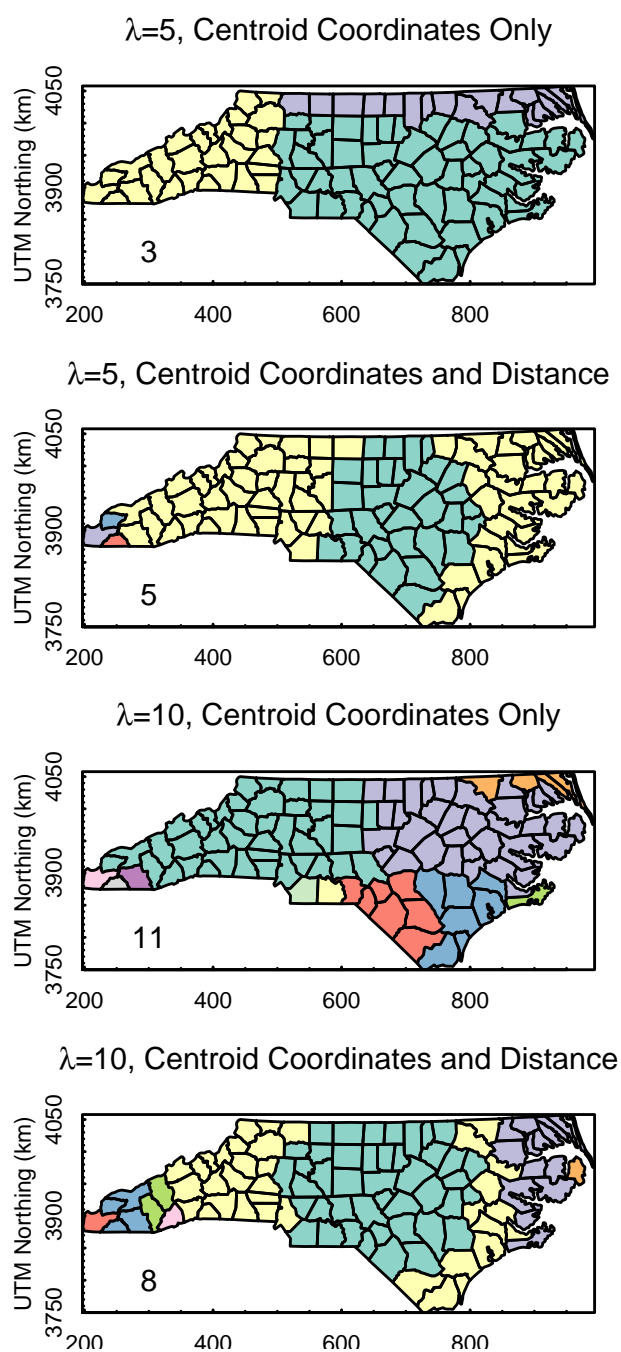 λ=5, Centroid Coordinates Only
UTM Northing (km)
4050
3900
3750
3
200 400 600 800
λ=5, Centroid Coordinates and Distance
UTM Northing (km)
4050
3900
3750
5
200 400 600 800
λ=10, Centroid Coordinates Only
UTM Northing (km)
4050
3900
3750
11
200 400 600 800
λ=10, Centroid Coordinates and Distance
UTM Northing (km)
4050
3900
3750
8
200 400 600 800